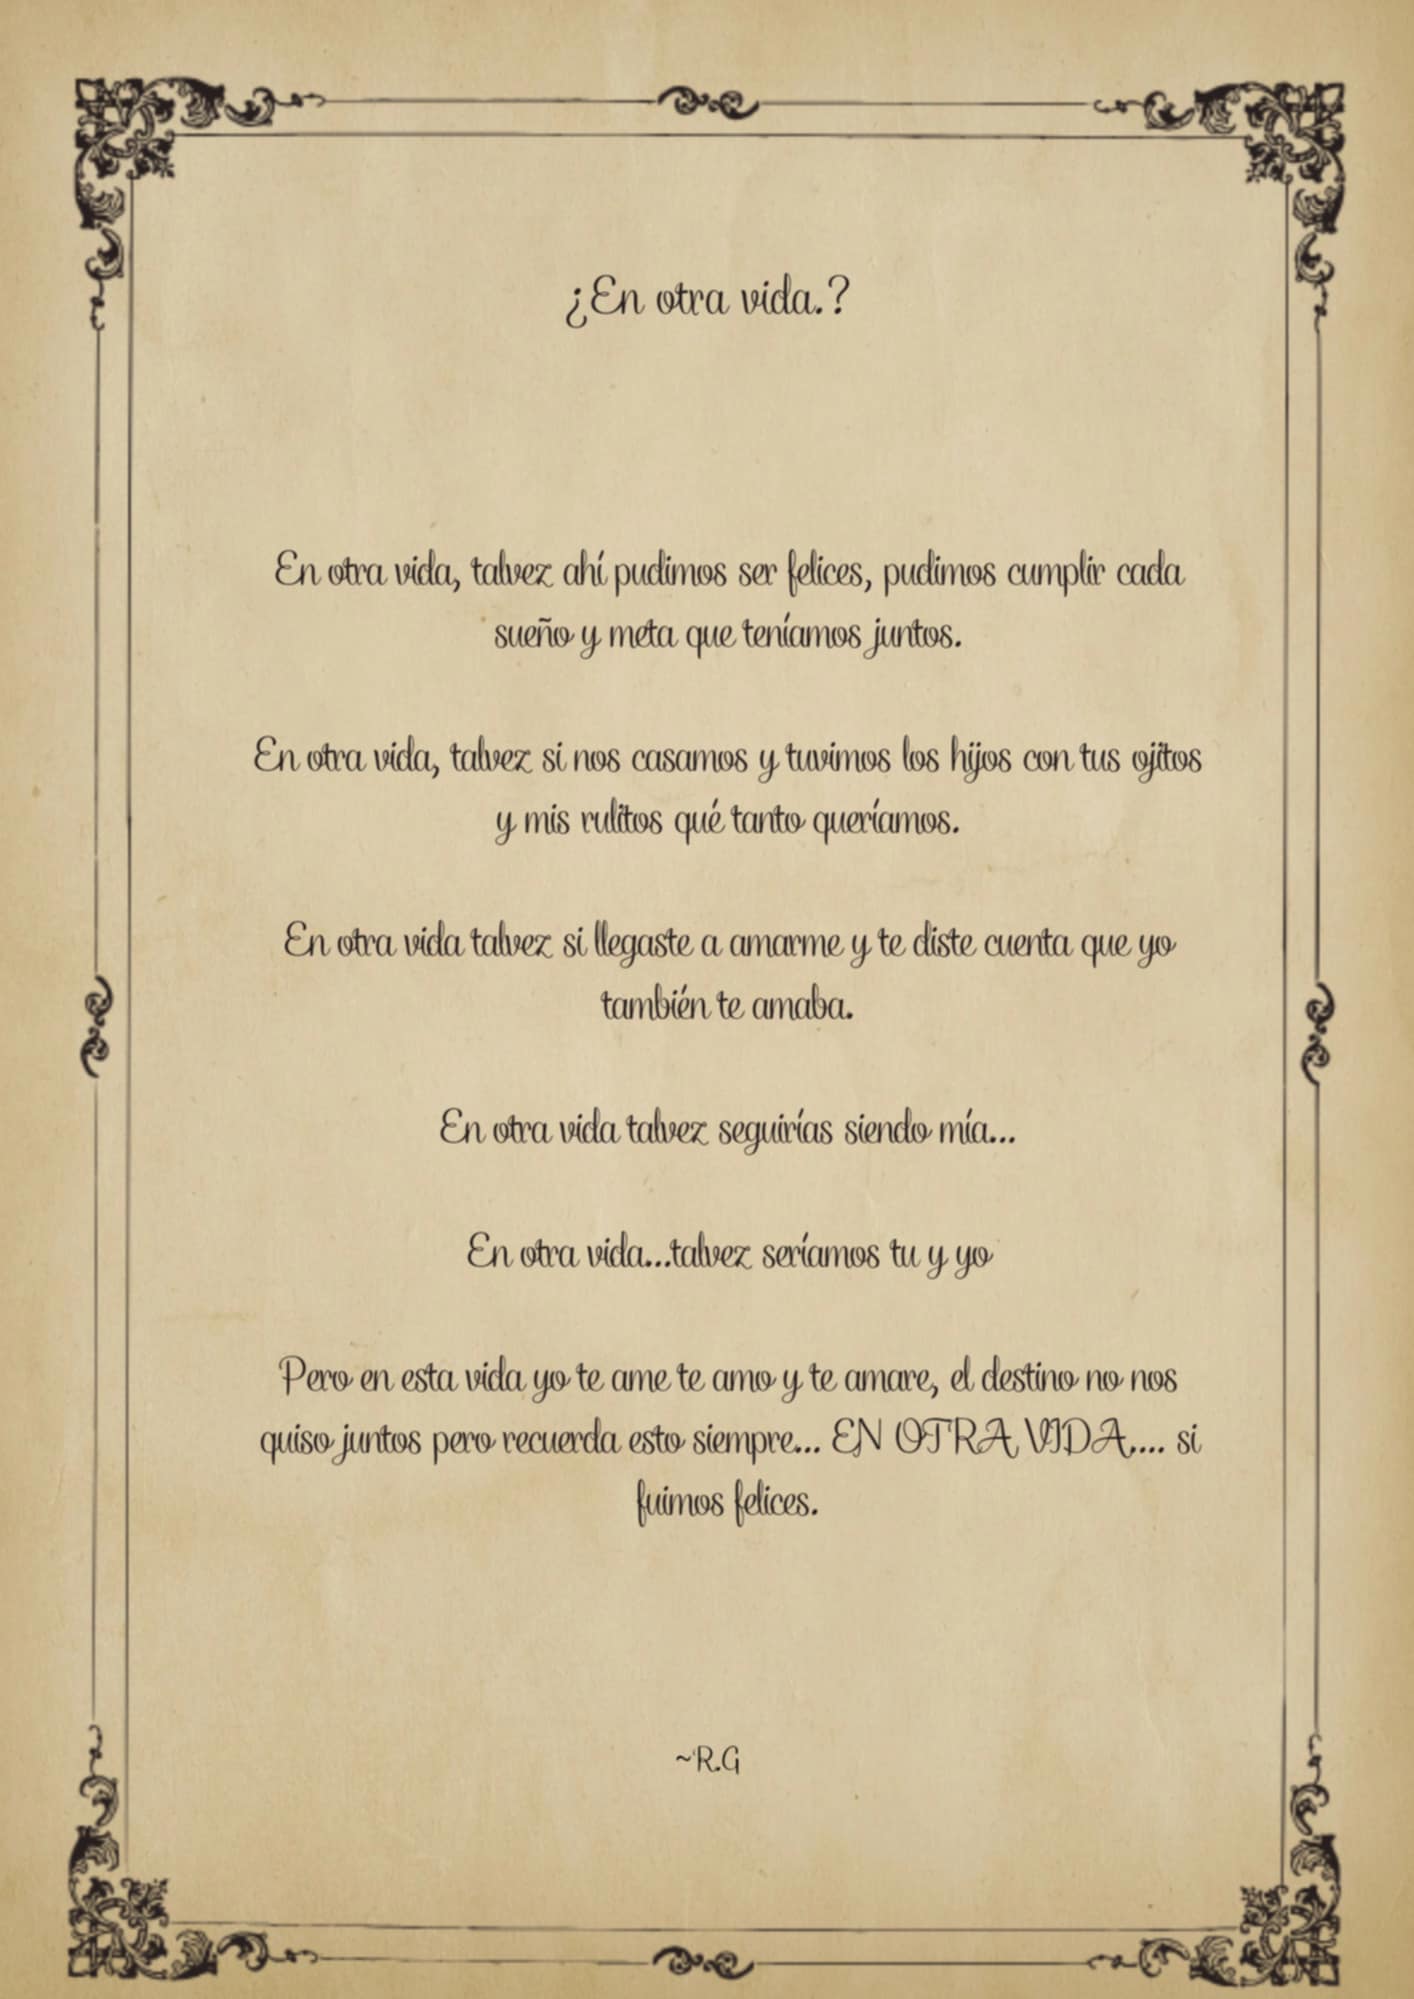 ¿En otra vida.?
En otra vida, talvez ahí pudimos ser felices, pudimos cumplir cada
sueño y meta que teníamos juntos.
En otra vida, talvez si nos casamos y tuvimos los hijos con tus ojitos
y mis rulitos qué tanto queríamos.
En otra vida talvez si llegaste a amarme y te diste cuenta que yo
también te amaba.
En otra vida talvez seguirías siendo mía...
En otra vida...talvez seríamos tu y yo
Pero en esta vida yo te ame te amo y te amare, el destino no nos
quiso juntos pero recuerda esto siempre... EN OTRA VIDA.... si
fuimos felices.
~R.G